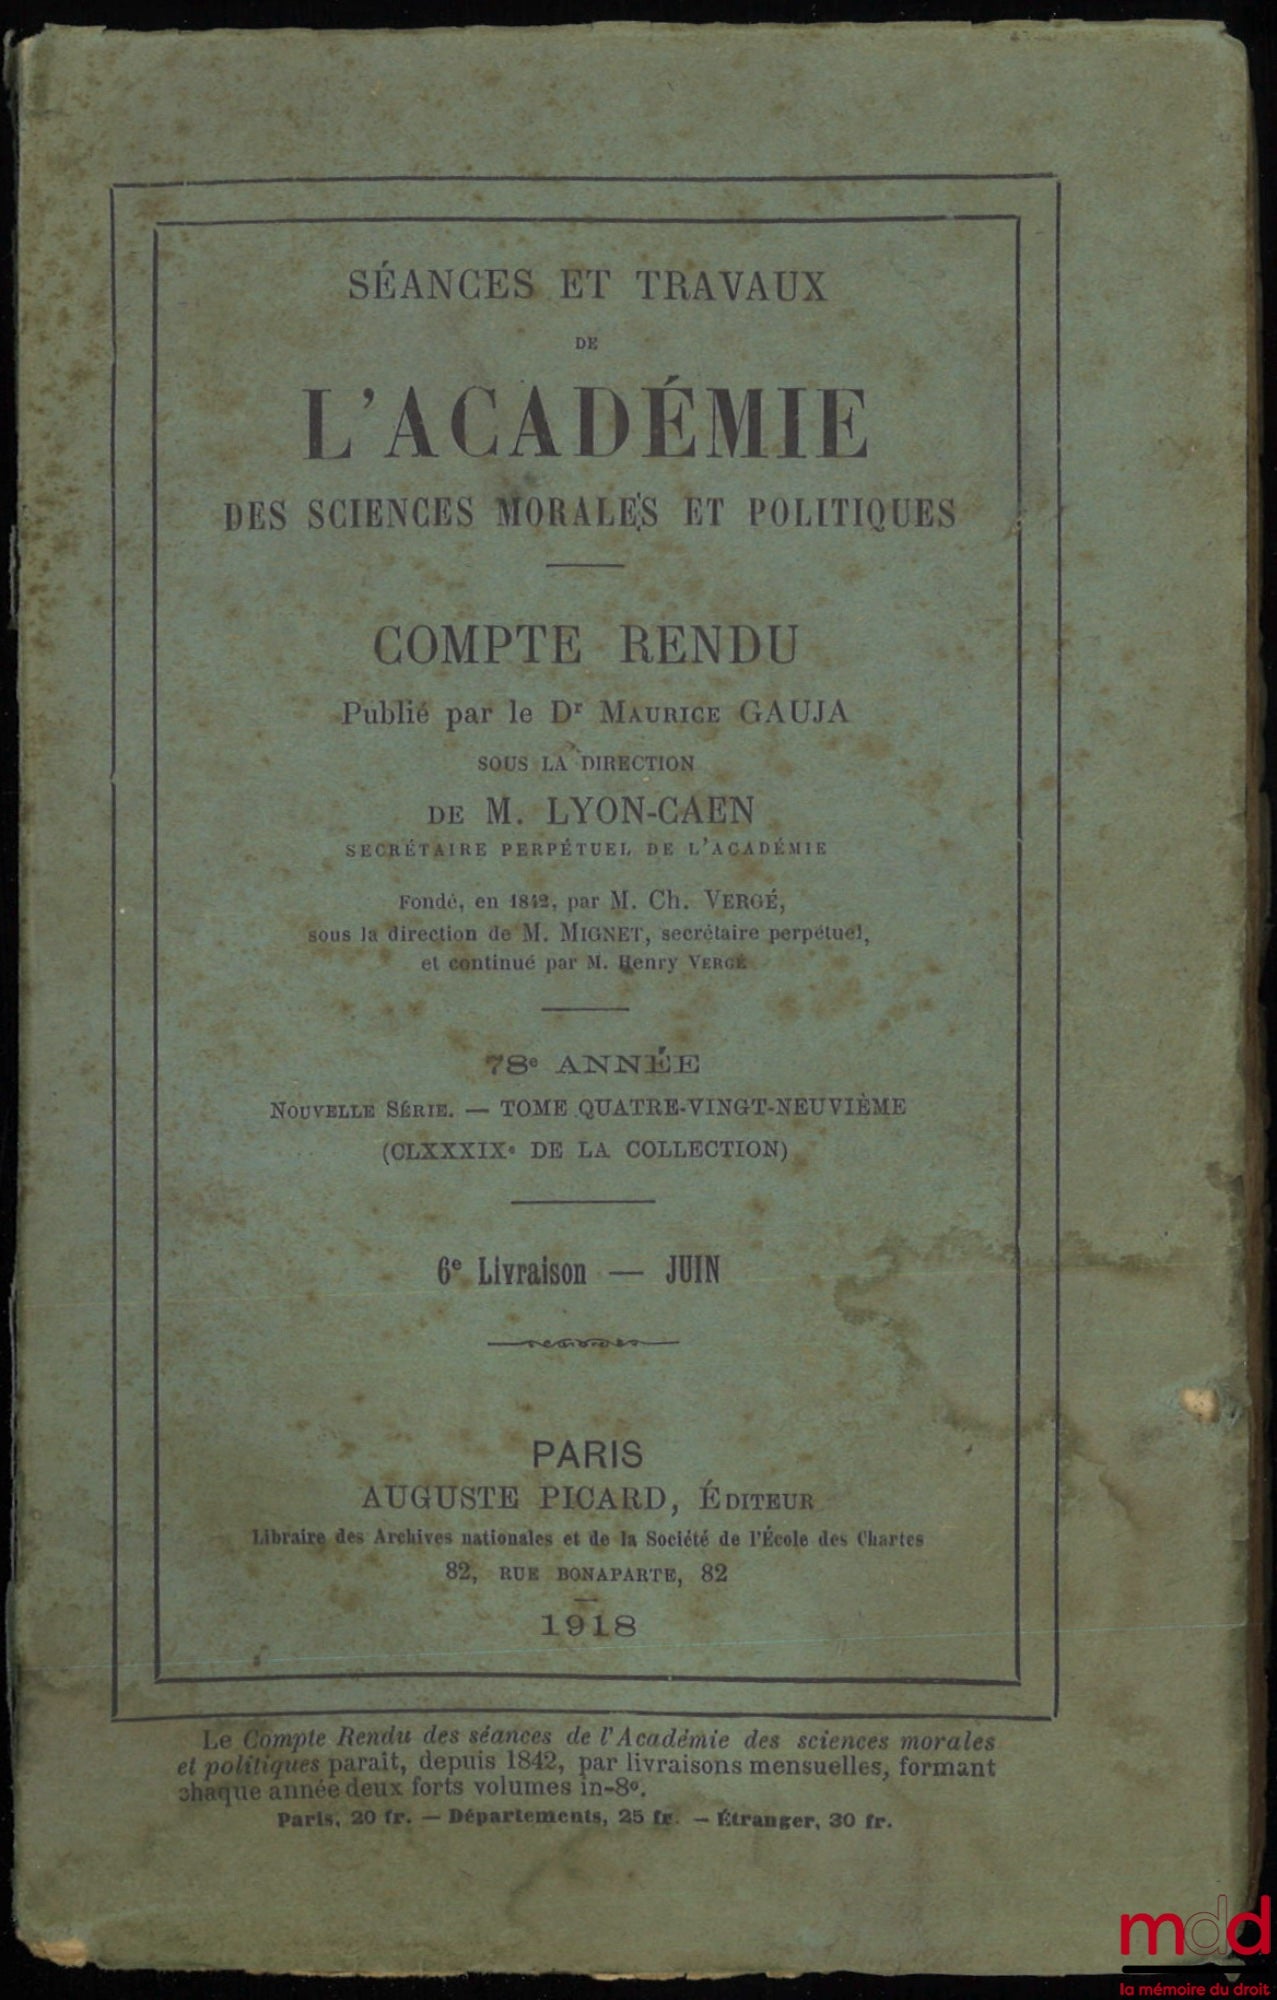 SÉANCES ET TRAVAUX
DE
L'ACADÉMIE
DES SCIENCES MORALES ET POLITIQUES
COMPTE RENDU
Publié par le Dr MAURICE GAUJA
SOUS LA DIRECTION
DE M. LYON-CAEN
SECRÉTAIRE PERPÉTUEL DE L'ACADÉMIE
Fondé, en 1842, par M. Ch. VERGÉ,
sous la direction de M. MIGNET, secrétaire perpétuel,
et continué par M. Henry VERGÉ
78e ANNÉE
NOUVELLE SÉRIE. — TOME QUATRE-VINGT-NEUVIÈME
(CLXXXIXe DE LA COLLECTION)
6e Livraison — JUIN
PARIS
AUGUSTE PICARD, ÉDITEUR
Libraire des Archives nationales et de la Société de l'École des Chartes
82, RUE BONAPARTE, 82
1918
Le Compte Rendu des séances de l'Académie des sciences morales
et politiques paraît, depuis 1842, par livraisons mensuelles, formant
chaque année deux forts volumes in-8o.
Paris, 20 fr. — Départements, 25 fr. — Étranger, 30 fr.
mdd
la mémoire du droit